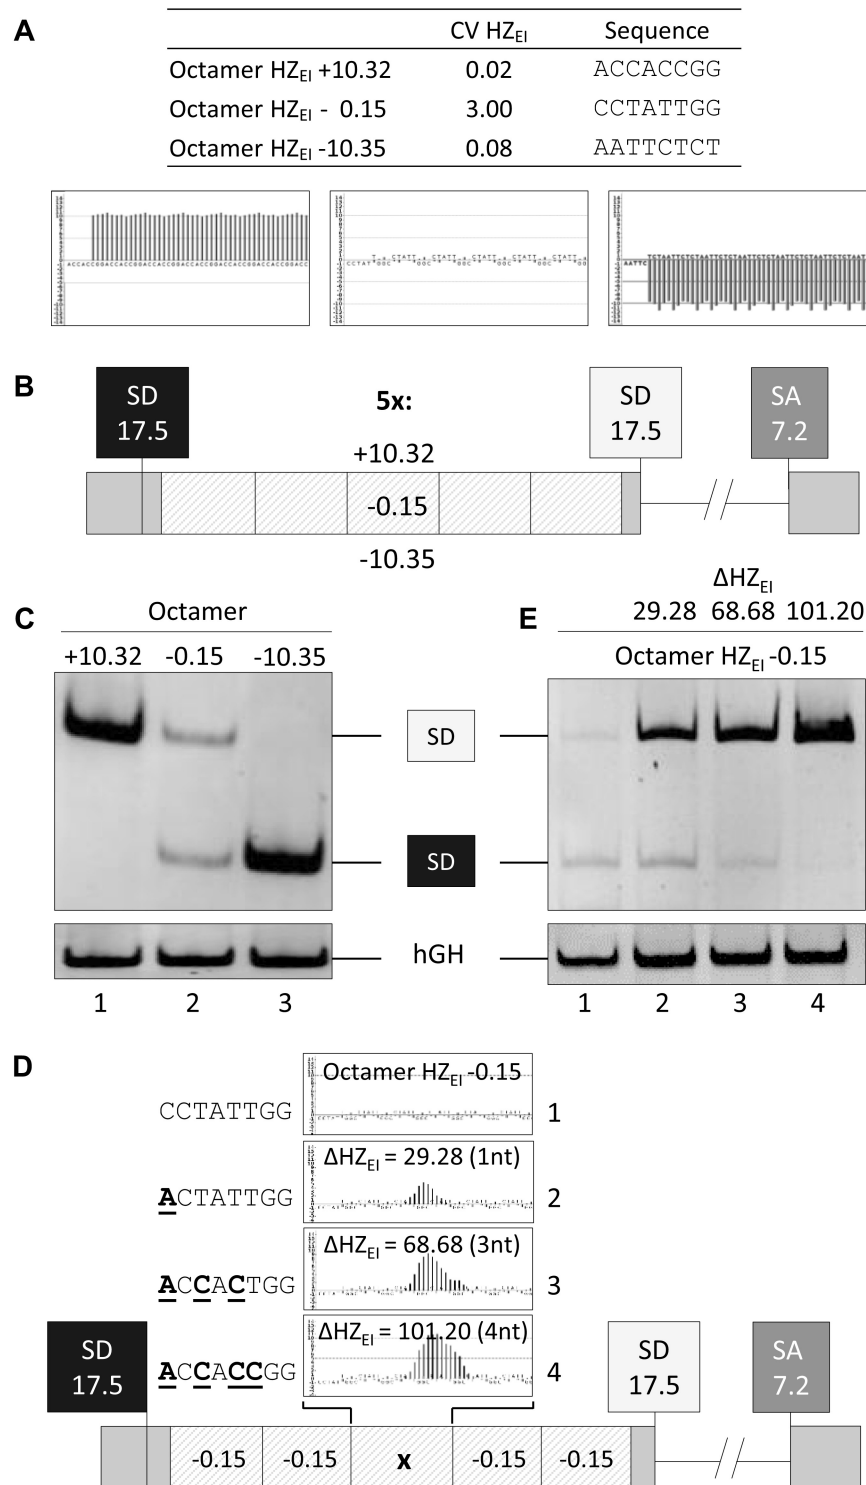 A
CV HZEI Sequence
Octamer HZEI +10.32 0.02 ACCACCGG
Octamer HZEI - 0.15 3.00 CCTATTGG
Octamer HZEI -10.35 0.08 AATTCTCT
B
SD
17.5
5x:
+10.32
-0.15
-10.35
SD
17.5
SA
7.2
C
Octamer
+10.32 -0.15 -10.35
SD
SD
hGH
1 2 3
E
ΔHZEI
29.28 68.68 101.20
Octamer HZEI -0.15
1 2 3 4
D
CCTATTGG Octamer HZEI -0.15 1
ACTATTGG ΔHZEI = 29.28 (1nt) 2
ACCACTGG ΔHZEI = 68.68 (3nt) 3
ACCACCGG ΔHZEI = 101.20 (4nt) 4
SD
17.5
SD
17.5
SA
7.2
-0.15 -0.15 x -0.15 -0.15